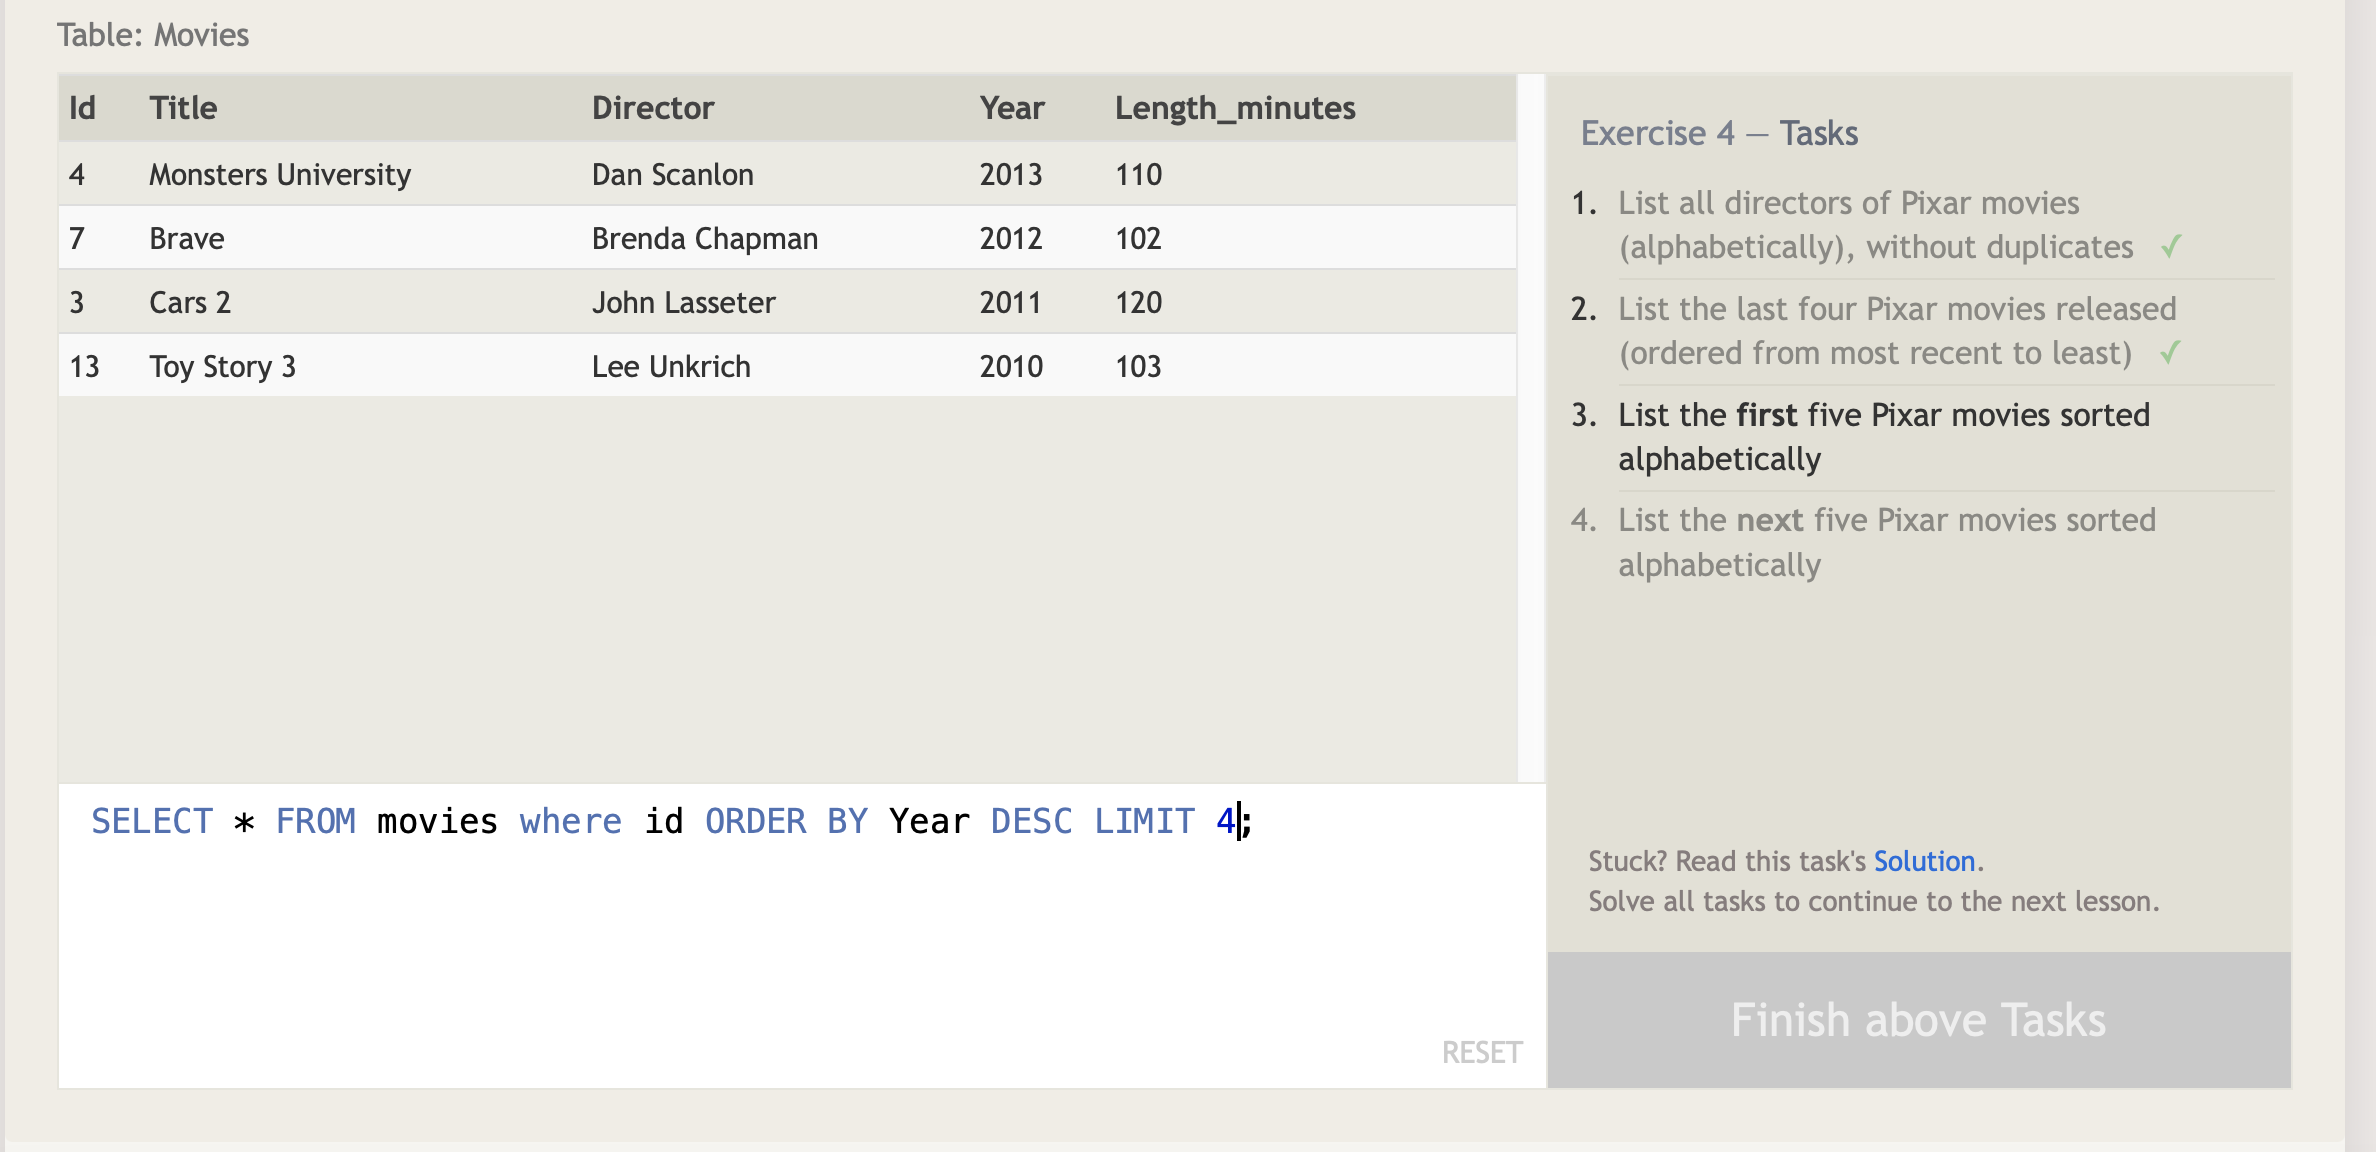 Table: Movies
Id Title Director Year Length_minutes
4 Monsters University Dan Scanlon 2013 110
7 Brave Brenda Chapman 2012 102
3 Cars 2 John Lasseter 2011 120
13 Toy Story 3 Lee Unkrich 2010 103
SELECT * FROM movies where id ORDER BY Year DESC LIMIT 4;
RESET
Exercise 4 — Tasks
1. List all directors of Pixar movies
(alphabetically), without duplicates ✓
2. List the last four Pixar movies released
(ordered from most recent to least) ✓
3. List the first five Pixar movies sorted
alphabetically
4. List the next five Pixar movies sorted
alphabetically
Stuck? Read this task's Solution.
Solve all tasks to continue to the next lesson.
Finish above Tasks